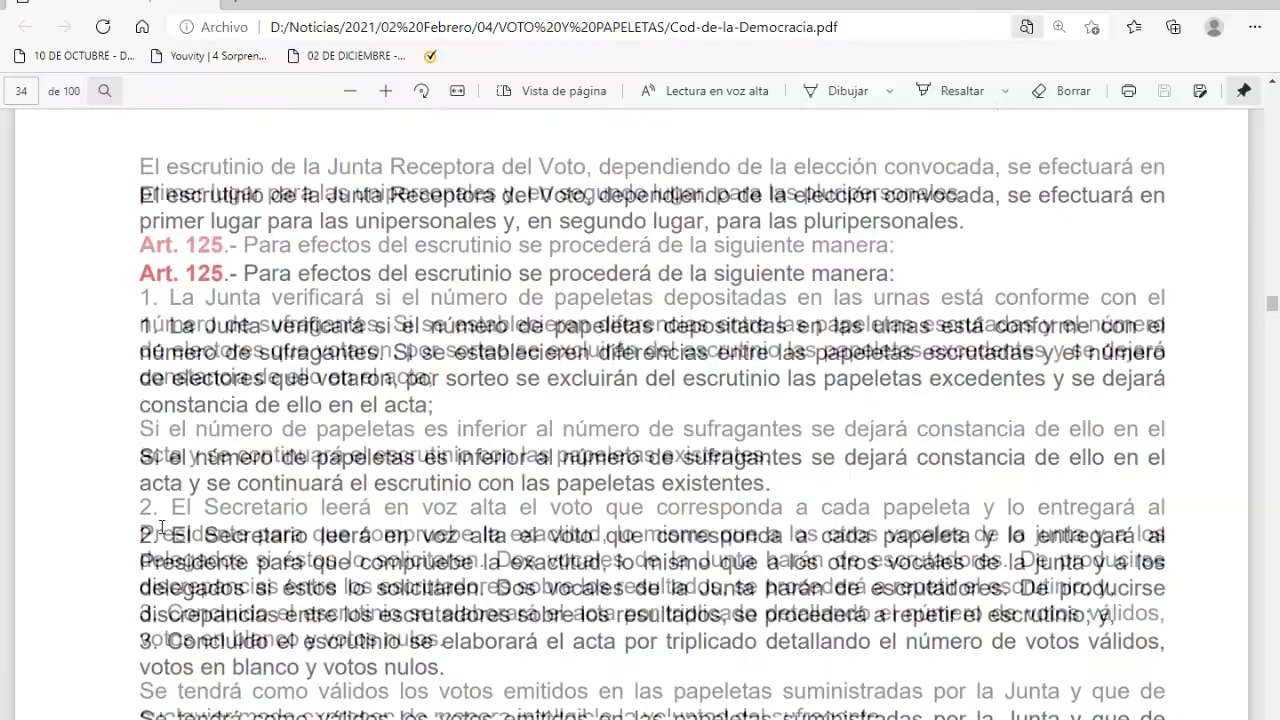 Archivo D:/Noticias/2021/02%20Febrero/04/VOTO%20Y%20PAPELETAS/Cod-de-la-Democracia.pdf
10 DE OCTUBRE - D... Youvity | 4 Sorpren... 02 DE DICIEMBRE -...
34 de 100 Vista de página Lectura en voz alta Dibujar Resaltar Borrar
El escrutinio de la Junta Receptora del Voto, dependiendo de la elección convocada, se efectuará en
primer lugar para las unipersonales y, en segundo lugar, para las pluripersonales.
Art. 125.- Para efectos del escrutinio se procederá de la siguiente manera:
1. La Junta verificará si el número de papeletas depositadas en las urnas está conforme con el
número de sufragantes. Si se establecieren diferencias entre las papeletas escrutadas y el número
de electores que votaron, por sorteo se excluirán del escrutinio las papeletas excedentes y se dejará
constancia de ello en el acta;
Si el número de papeletas es inferior al número de sufragantes se dejará constancia de ello en el
acta y se continuará el escrutinio con las papeletas existentes.
2. El Secretario leerá en voz alta el voto que corresponda a cada papeleta y lo entregará al
Presidente para que compruebe la exactitud, lo mismo que a los otros vocales de la junta y a los
delegados si éstos lo solicitaren. Dos vocales de la Junta harán de escrutadores. De producirse
discrepancias entre los escrutadores sobre los resultados, se procederá a repetir el escrutinio; y,
3. Concluido el escrutinio se elaborará el acta por triplicado detallando el número de votos válidos,
votos en blanco y votos nulos.
Se tendrá como válidos los votos emitidos en las papeletas suministradas por la Junta y que de